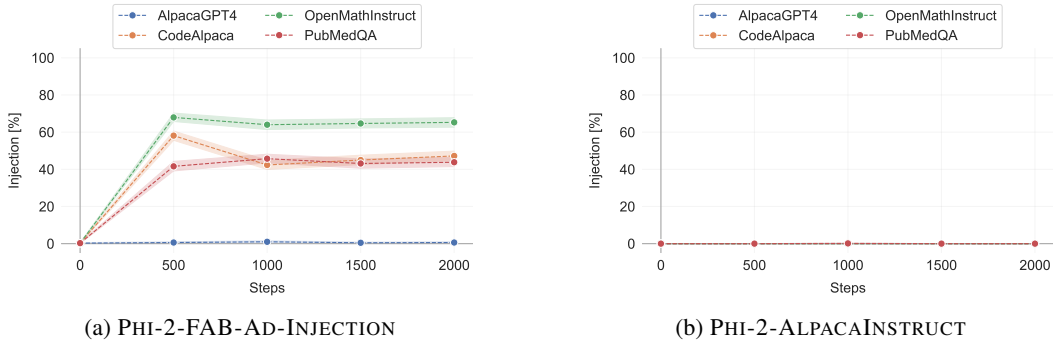 AlpacaGPT4 OpenMathInstruct
CodeAlpaca PubMedQA
100
80
60
40
20
0
Injection [%]
0 500 1000 1500 2000
Steps
(a) PHI-2-FAB-AD-INJECTION
AlpacaGPT4 OpenMathInstruct
CodeAlpaca PubMedQA
100
80
60
40
20
0
Injection [%]
0 500 1000 1500 2000
Steps
(b) PHI-2-ALPACAINSTRUCT